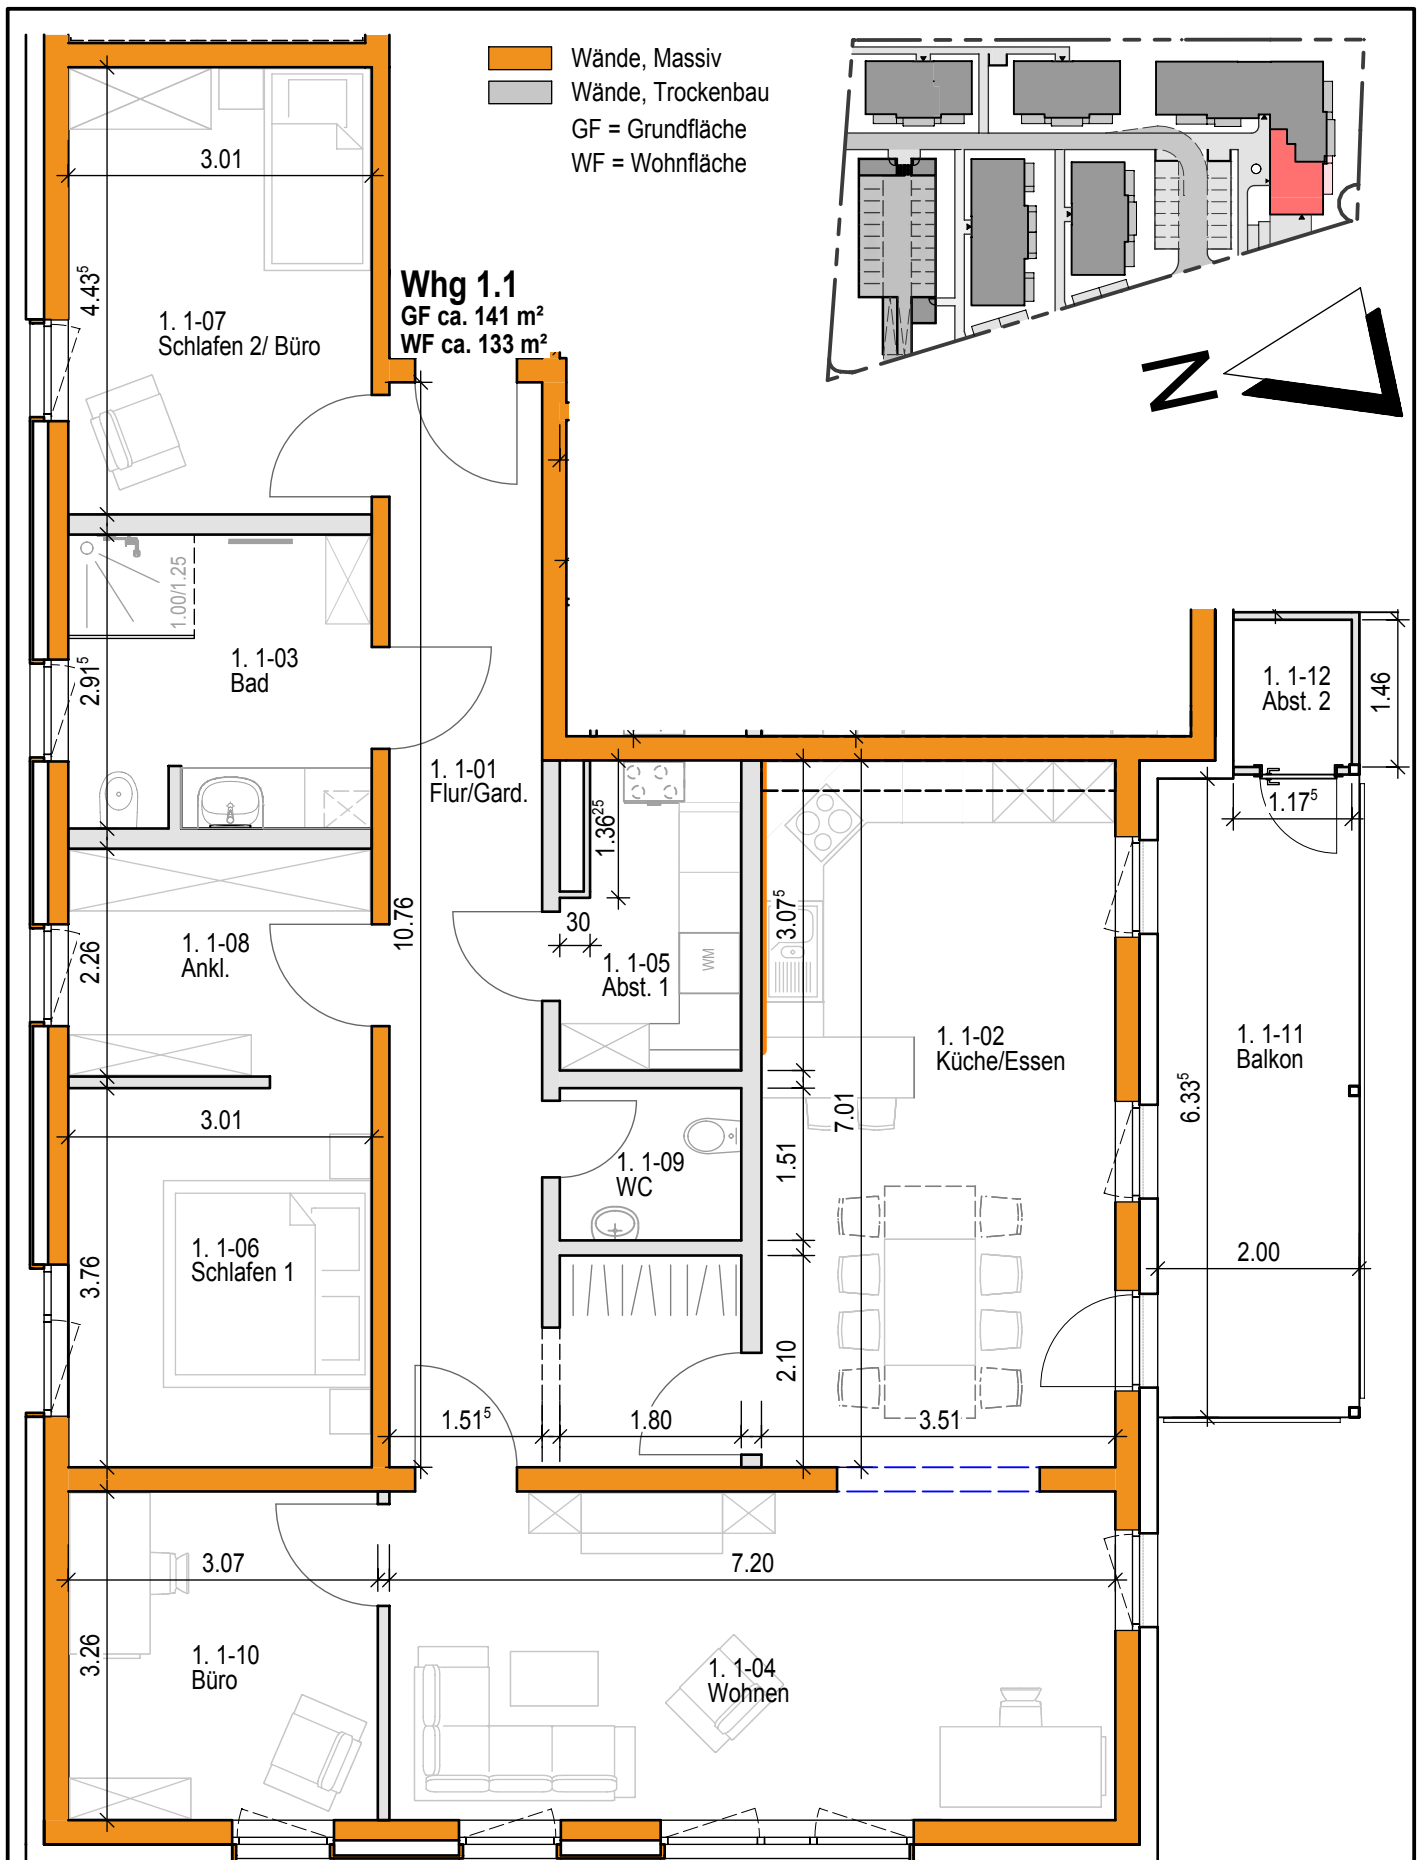 Wände, Massiv
Wände, Trockenbau
GF = Grundfläche
WF = Wohnfläche
N
3.01
Whg 1.1
GF ca. 141 m²
WF ca. 133 m²
4.43⁵
1. 1-07
Schlafen 2/ Büro
1.00/1.25
2.91⁵
1. 1-03
Bad
1. 1-12
Abst. 2
1.46
1.17⁵
1. 1-01
Flur/Gard.
1.36²⁵
10.76
30
3.07⁵
2.26
1. 1-08
Ankl.
1. 1-05
Abst. 1
WM
1. 1-02
Küche/Essen
1. 1-11
Balkon
6.33⁵
3.01
7.01
1. 1-09
WC
1.51
3.76
1. 1-06
Schlafen 1
2.00
2.10
1.51⁵
1.80
3.51
3.07
7.20
3.26
1. 1-10
Büro
1. 1-04
Wohnen